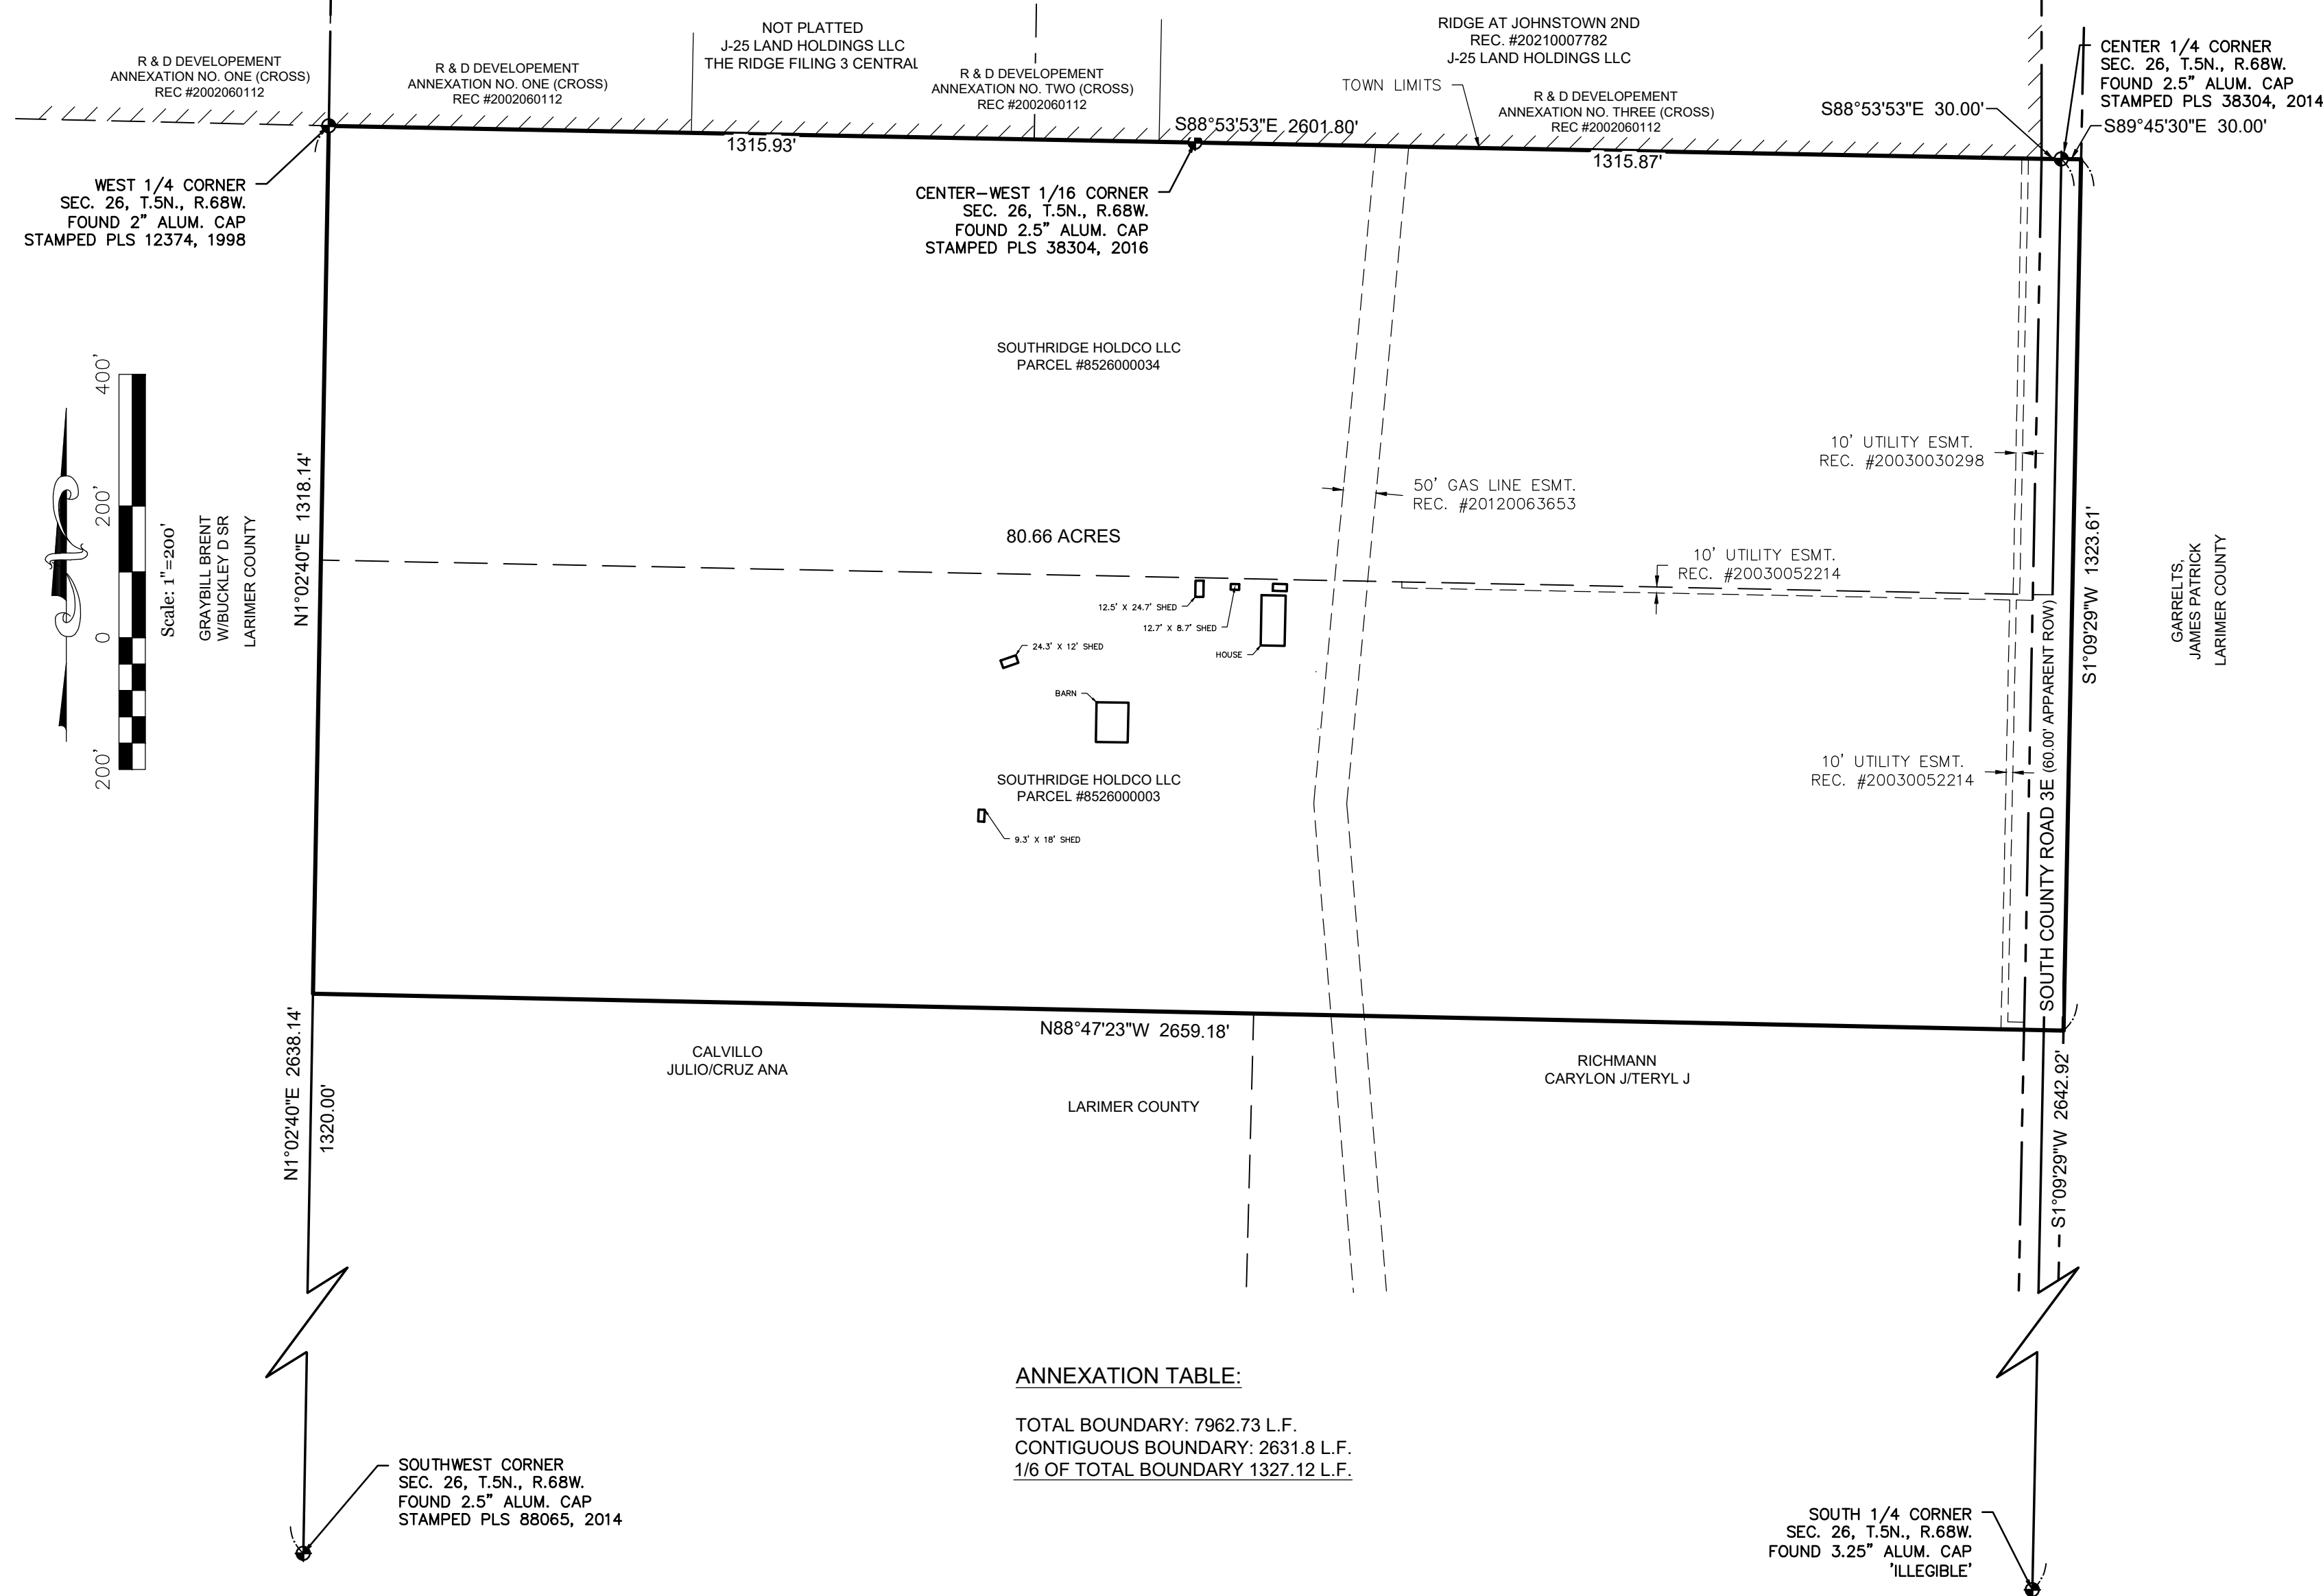 NOT PLATTED
J-25 LAND HOLDINGS LLC
THE RIDGE FILING 3 CENTRAL
RIDGE AT JOHNSTOWN 2ND
REC. #20210007782
J-25 LAND HOLDINGS LLC
R & D DEVELOPEMENT
ANNEXATION NO. ONE (CROSS)
REC #2002060112
R & D DEVELOPEMENT
ANNEXATION NO. ONE (CROSS)
REC #2002060112
R & D DEVELOPEMENT
ANNEXATION NO. TWO (CROSS)
REC #2002060112
TOWN LIMITS
R & D DEVELOPEMENT
ANNEXATION NO. THREE (CROSS)
REC #2002060112
CENTER 1/4 CORNER
SEC. 26, T.5N., R.68W.
FOUND 2.5" ALUM. CAP
STAMPED PLS 38304, 2014
S88°53'53"E 30.00'
S89°45'30"E 30.00'
S88°53'53"E 2601.80'
1315.93'
1315.87'
WEST 1/4 CORNER
SEC. 26, T.5N., R.68W.
FOUND 2" ALUM. CAP
STAMPED PLS 12374, 1998
CENTER-WEST 1/16 CORNER
SEC. 26, T.5N., R.68W.
FOUND 2.5" ALUM. CAP
STAMPED PLS 38304, 2016
SOUTHRIDGE HOLDCO LLC
PARCEL #8526000034
400'
200'
0
200'
Scale: 1"=200'
GRAYBILL BRENT
W/BUCKLEY D SR
LARIMER COUNTY
N1°02'40"E 1318.14'
10' UTILITY ESMT.
REC. #20030030298
50' GAS LINE ESMT.
REC. #20120063653
80.66 ACRES
10' UTILITY ESMT.
REC. #20030052214
12.5' X 24.7' SHED
12.7' X 8.7' SHED
24.3' X 12' SHED
HOUSE
BARN
S1°09'29"W 1323.61'
GARRELTS,
JAMES PATRICK
LARIMER COUNTY
SOUTHRIDGE HOLDCO LLC
PARCEL #8526000003
9.3' X 18' SHED
10' UTILITY ESMT.
REC. #20030052214
SOUTH COUNTY ROAD 3E (60.00' APPARENT ROW)
N88°47'23"W 2659.18'
CALVILLO
JULIO/CRUZ ANA
LARIMER COUNTY
RICHMANN
CARYLON J/TERYL J
N1°02'40"E 2638.14'
1320.00'
S1°09'29"W 2642.92'
ANNEXATION TABLE:
TOTAL BOUNDARY: 7962.73 L.F.
CONTIGUOUS BOUNDARY: 2631.8 L.F.
1/6 OF TOTAL BOUNDARY 1327.12 L.F.
SOUTHWEST CORNER
SEC. 26, T.5N., R.68W.
FOUND 2.5" ALUM. CAP
STAMPED PLS 88065, 2014
SOUTH 1/4 CORNER
SEC. 26, T.5N., R.68W.
FOUND 3.25" ALUM. CAP
'ILLEGIBLE'